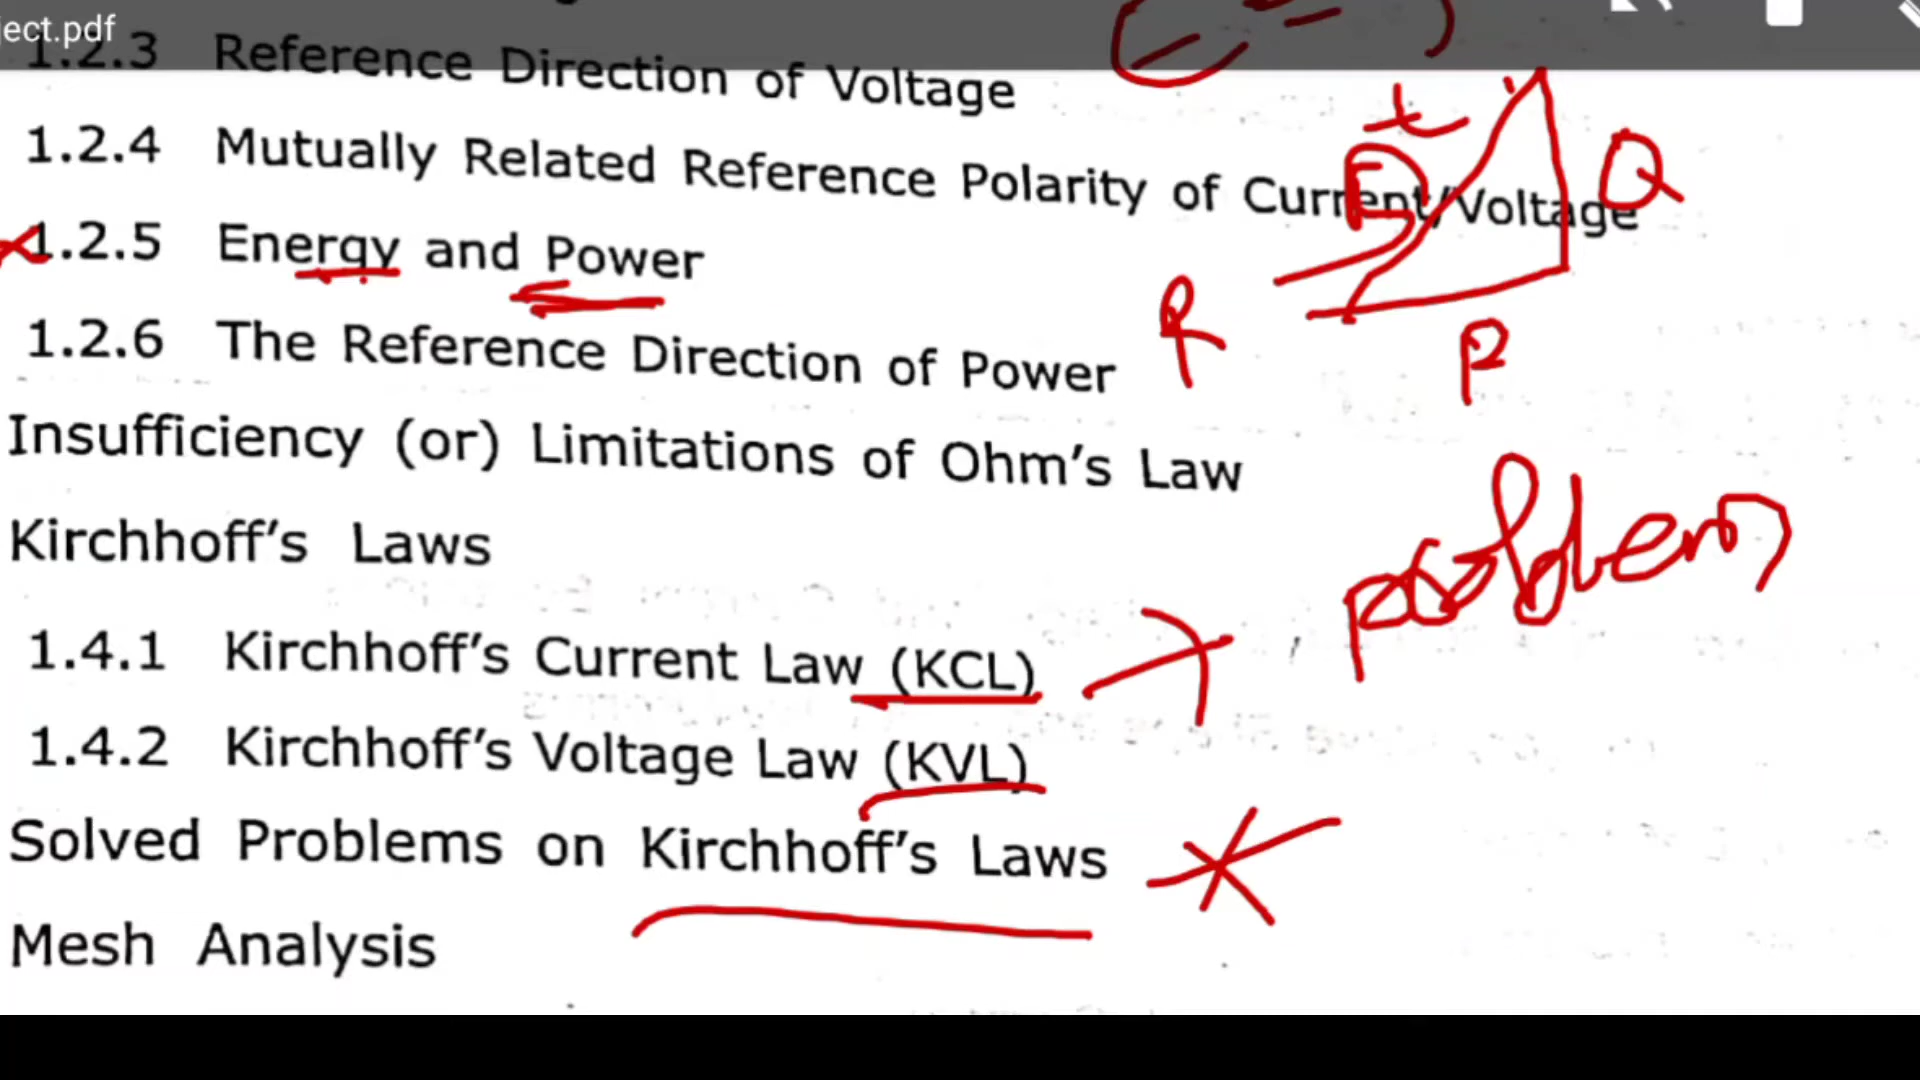 ject.pdf
1.2.3 Reference Direction of Voltage
1.2.4 Mutually Related Reference Polarity of Current/Voltage
1.2.5 Energy and Power
1.2.6 The Reference Direction of Power
Insufficiency (or) Limitations of Ohm's Law
Kirchhoff's Laws
1.4.1 Kirchhoff's Current Law (KCL)
1.4.2 Kirchhoff's Voltage Law (KVL)
Solved Problems on Kirchhoff's Laws
Mesh Analysis
t
Q
P
problem